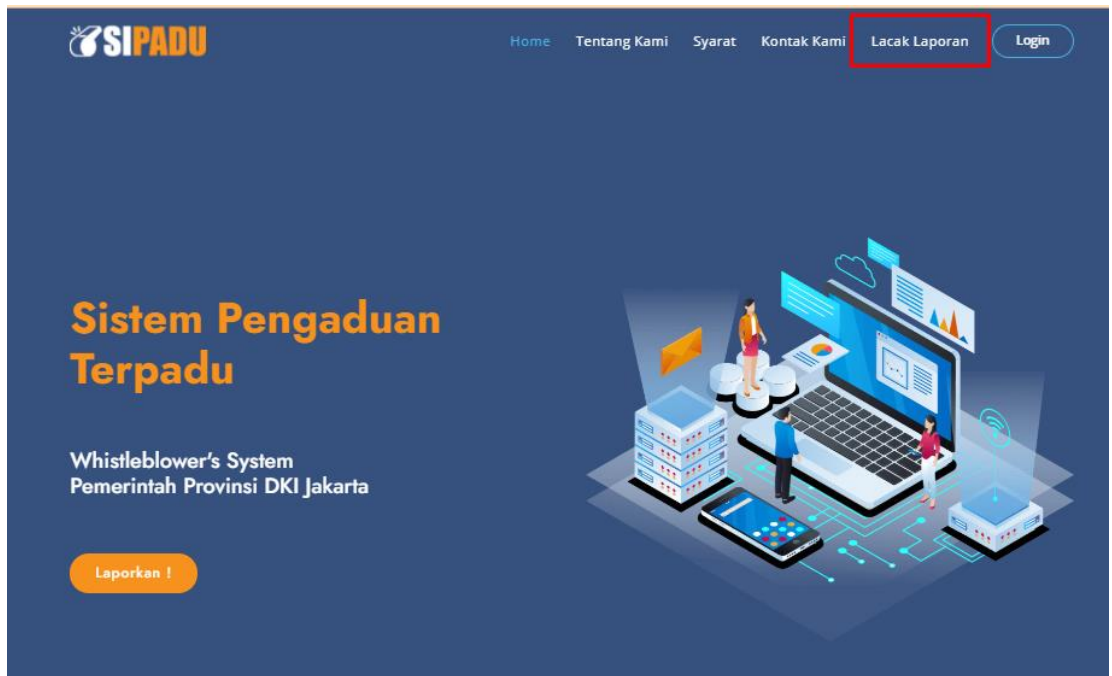 SIPADU
Home Tentang Kami Syarat Kontak Kami Lacak Laporan Login
Sistem Pengaduan
Terpadu
Whistleblower's System
Pemerintah Provinsi DKI Jakarta
Laporkan !